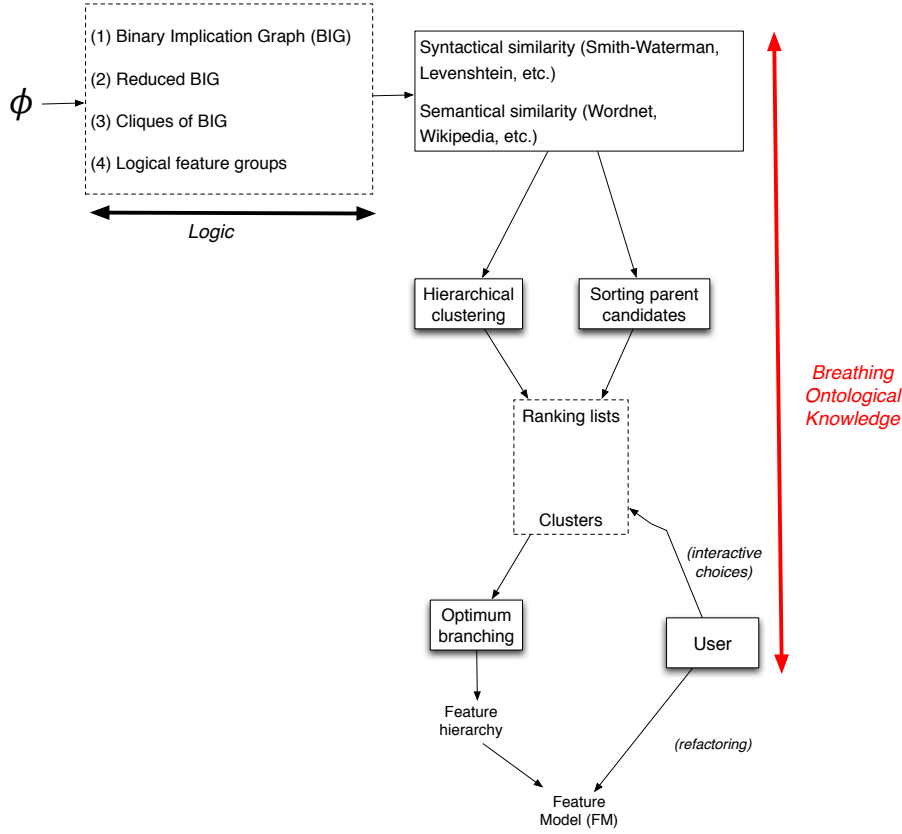 ϕ
(1) Binary Implication Graph (BIG)
(2) Reduced BIG
(3) Cliques of BIG
(4) Logical feature groups
Logic
Syntactical similarity (Smith-Waterman,
Levenshtein, etc.)
Semantical similarity (Wordnet,
Wikipedia, etc.)
Hierarchical
clustering
Sorting parent
candidates
Breathing
Ontological
Knowledge
Ranking lists
Clusters
(interactive
choices)
Optimum
branching
User
Feature
hierarchy
(refactoring)
Feature
Model (FM)